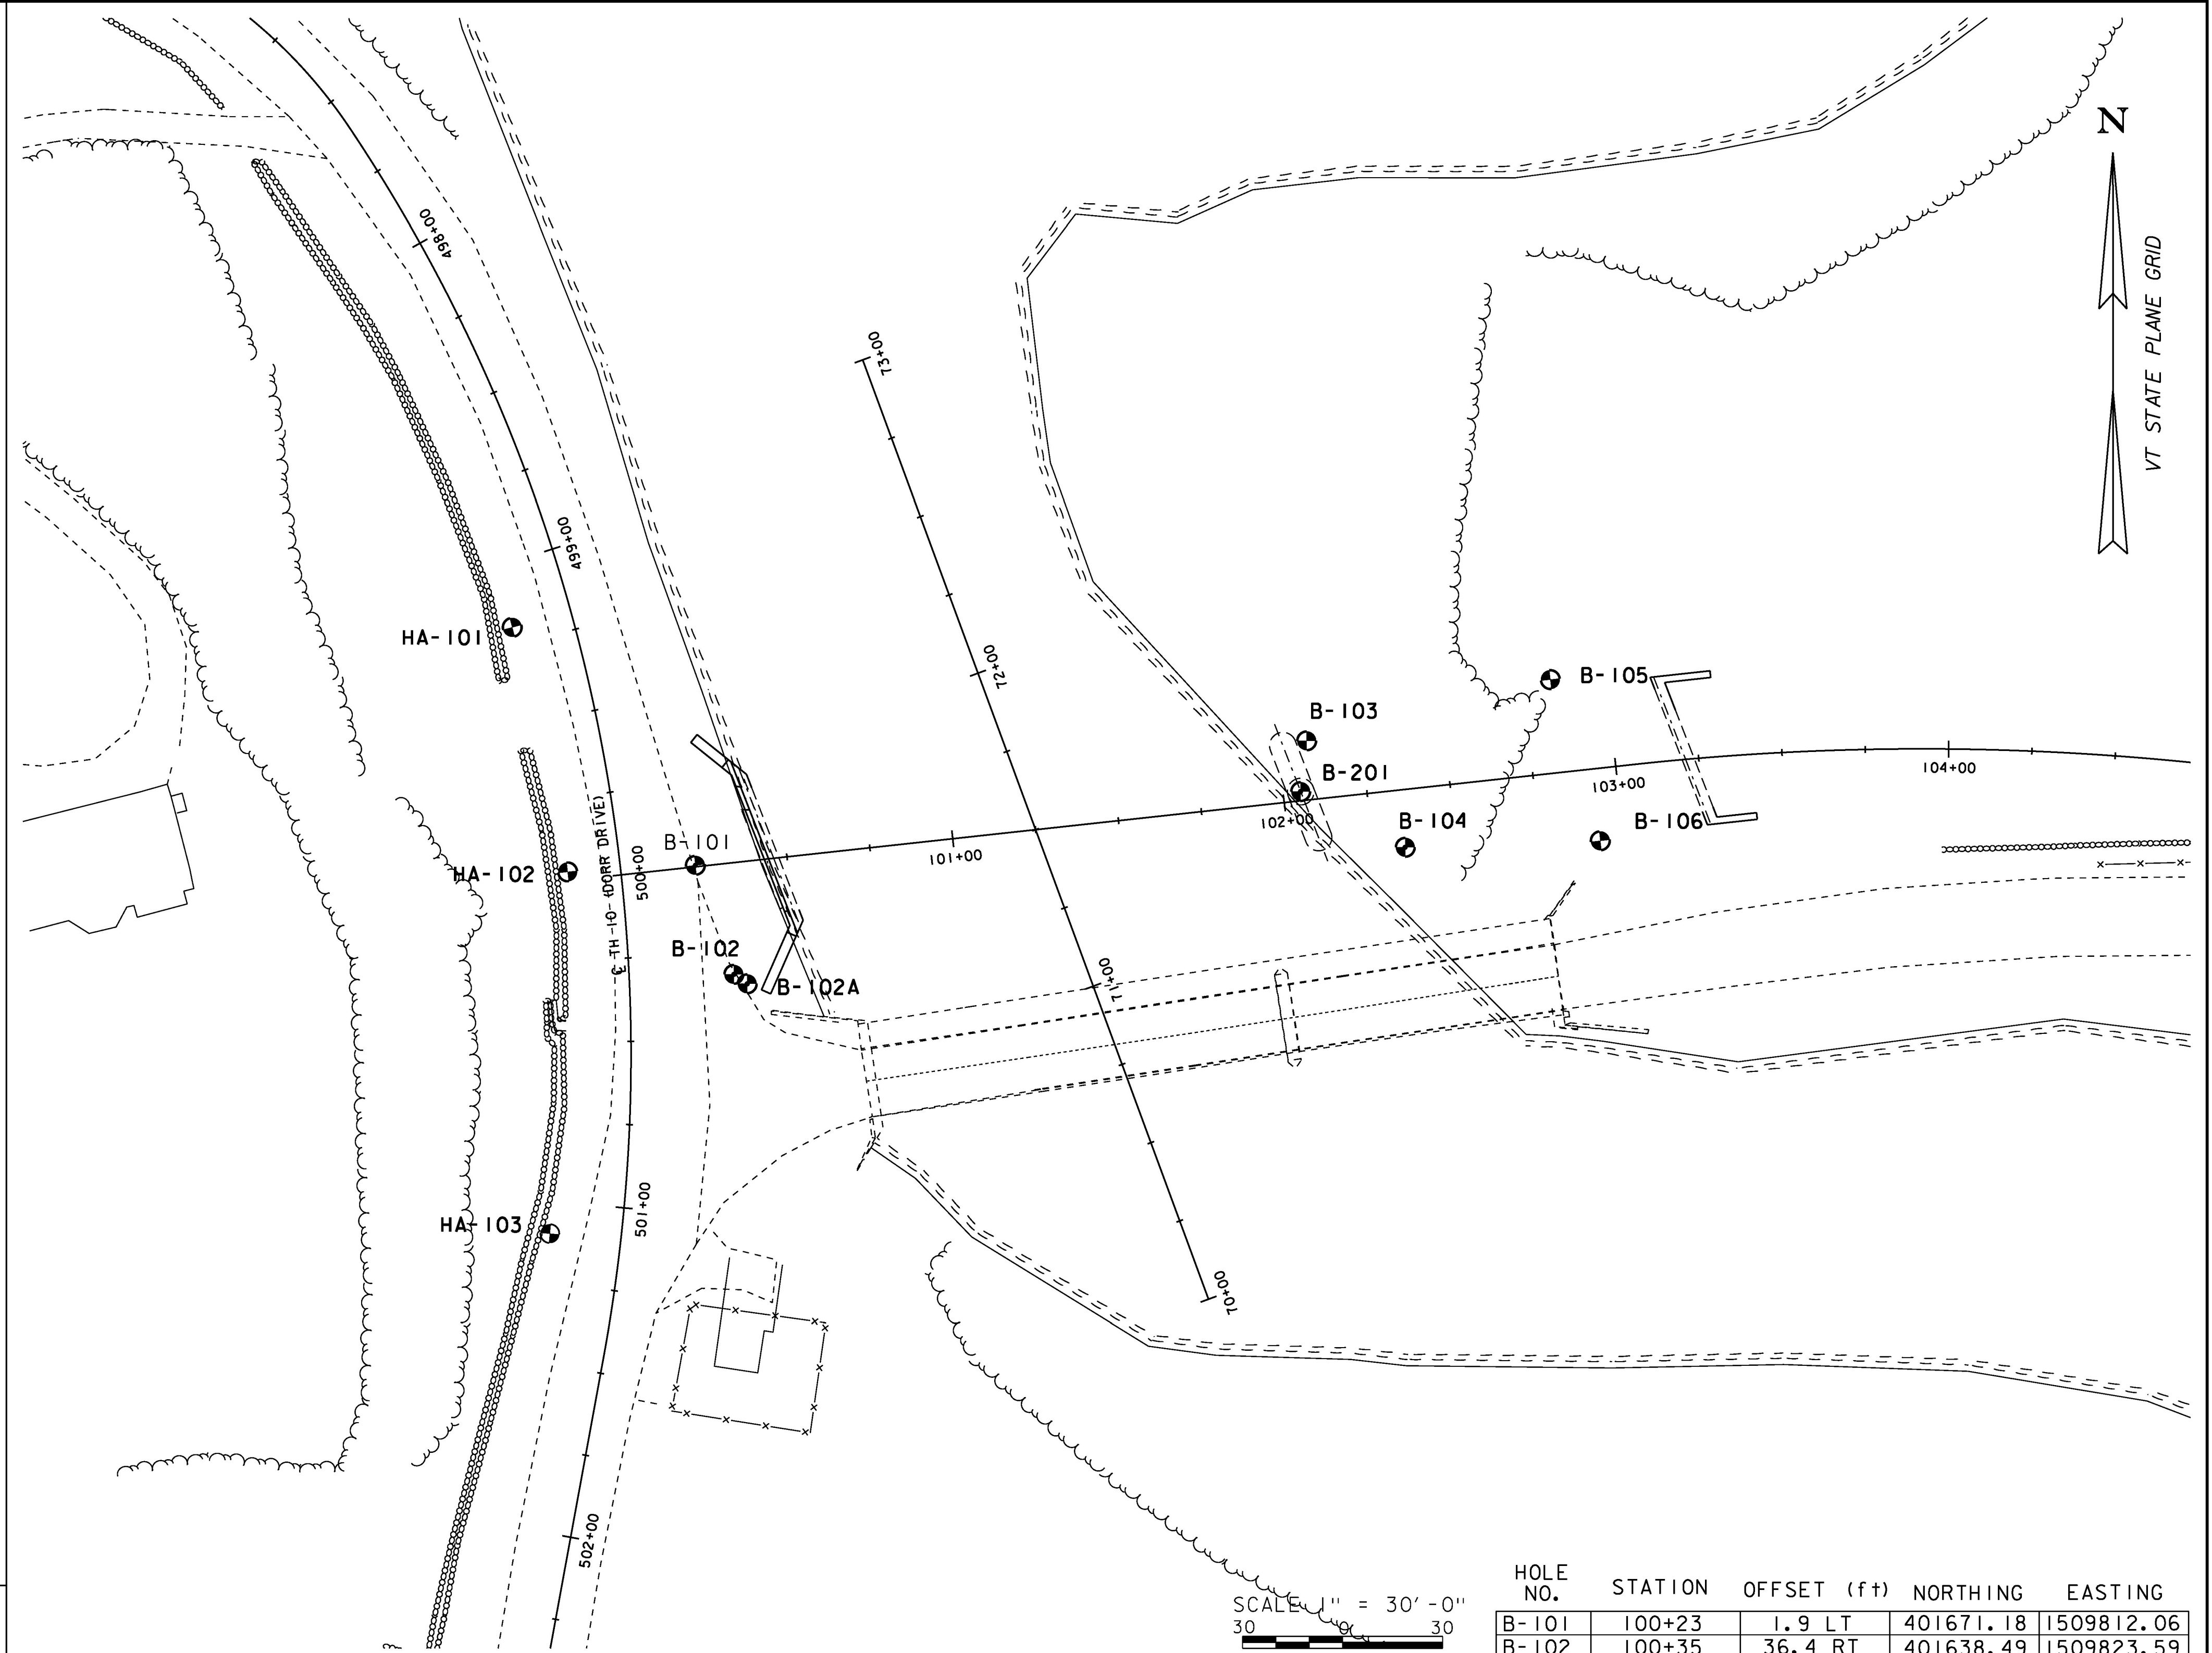 N
VT STATE PLANE GRID
498+00
499+00
73+00
72+00
HA-101
B-105
B-103
B-201
103+00
104+00
102+00
B-104
B-106
B-101
101+00
HA-102
500+00
℄ TH-10 (DORR DRIVE)
B-102
B-102A
71+00
HA-103
501+00
70+00
502+00
SCALE 1" = 30'-0"
30 0 30
HOLE NO. STATION OFFSET (ft) NORTHING EASTING
B-101 100+23 1.9 LT 401671.18 1509812.06
B-102 100+35 36.4 RT 401638.49 1509823.59